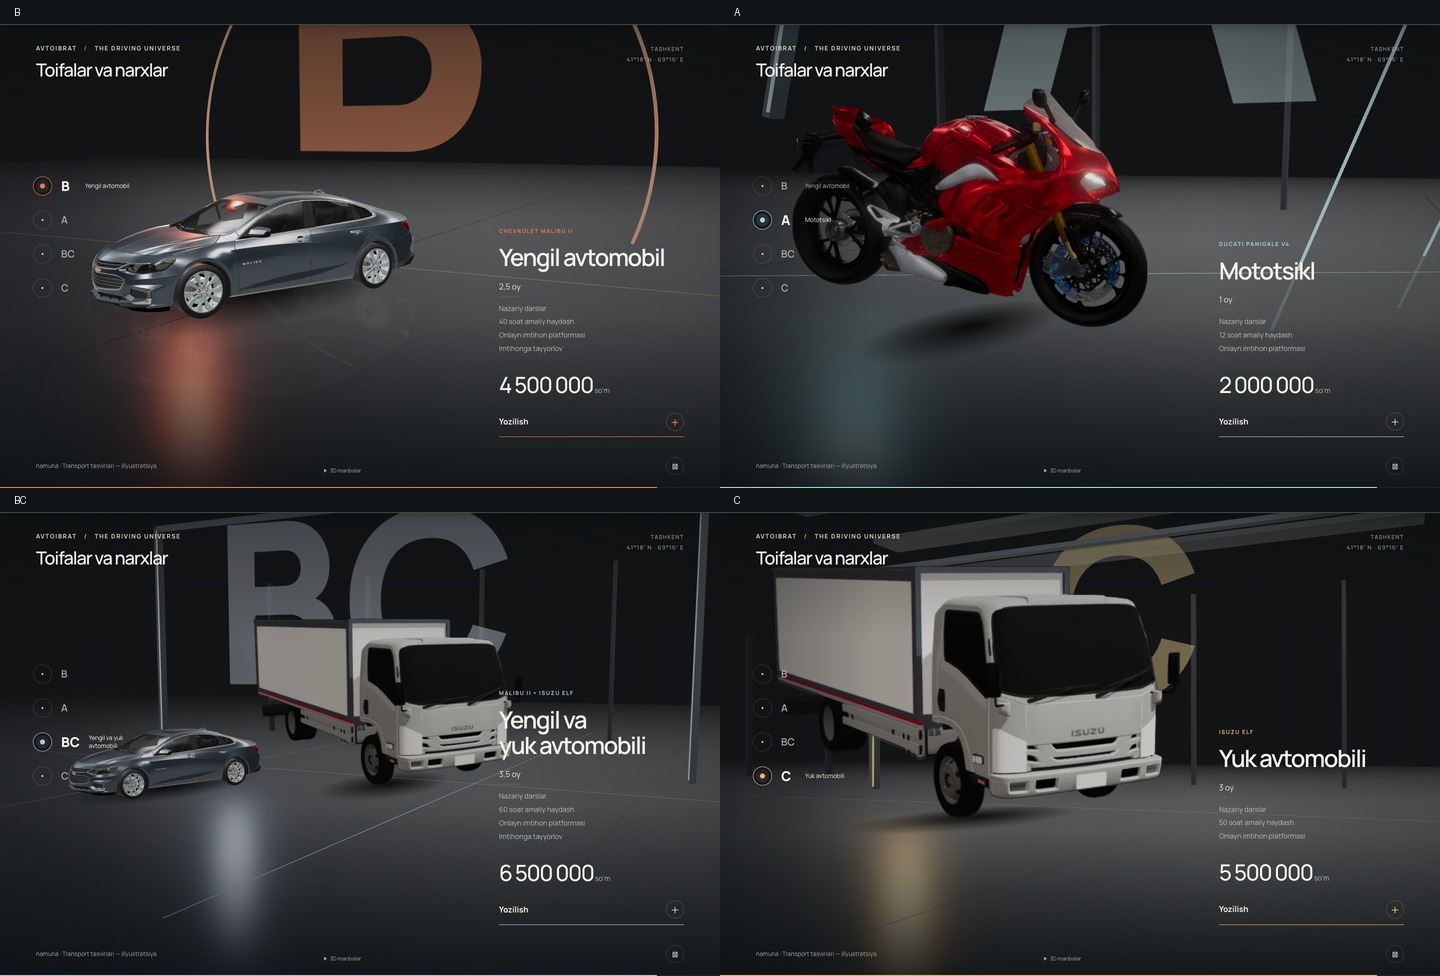 B
AVTOIBRAT / THE DRIVING UNIVERSE
TASHKENT
41°18′ N · 69°16′ E
Toifalar va narxlar
B
B Yengil avtomobil
A
BC
C
MALIBU
CHEVROLET MALIBU II
Yengil avtomobil
2,5 oy
Nazariy darslar
40 soat amaliy haydash
Onlayn imtihon platformasi
Imtihonga tayyorlov
4 500 000 so'm
Yozilish
namuna · Transport tasvirlari — illyustratsiya
3D manbalar
A
AVTOIBRAT / THE DRIVING UNIVERSE
TASHKENT
41°18′ N · 69°16′ E
Toifalar va narxlar
B Yengil avtomobil
A Mototsikl
BC
C
DUCATI PANIGALE V4
Mototsikl
1 oy
Nazariy darslar
12 soat amaliy haydash
Onlayn imtihon platformasi
2 000 000 so'm
Yozilish
namuna · Transport tasvirlari — illyustratsiya
3D manbalar
BC
AVTOIBRAT / THE DRIVING UNIVERSE
TASHKENT
41°18′ N · 69°16′ E
Toifalar va narxlar
BC
B
A
BC Yengil va yuk
avtomobili
C
ISUZU
MALIBU II + ISUZU ELF
Yengil va
yuk avtomobili
3,5 oy
Nazariy darslar
60 soat amaliy haydash
Onlayn imtihon platformasi
Imtihonga tayyorlov
6 500 000 so'm
Yozilish
namuna · Transport tasvirlari — illyustratsiya
3D manbalar
C
AVTOIBRAT / THE DRIVING UNIVERSE
TASHKENT
41°18′ N · 69°16′ E
Toifalar va narxlar
C
B
A
BC
C Yuk avtomobili
ISUZU
ISUZU ELF
Yuk avtomobili
3 oy
Nazariy darslar
50 soat amaliy haydash
Onlayn imtihon platformasi
5 500 000 so'm
Yozilish
namuna · Transport tasvirlari — illyustratsiya
3D manbalar